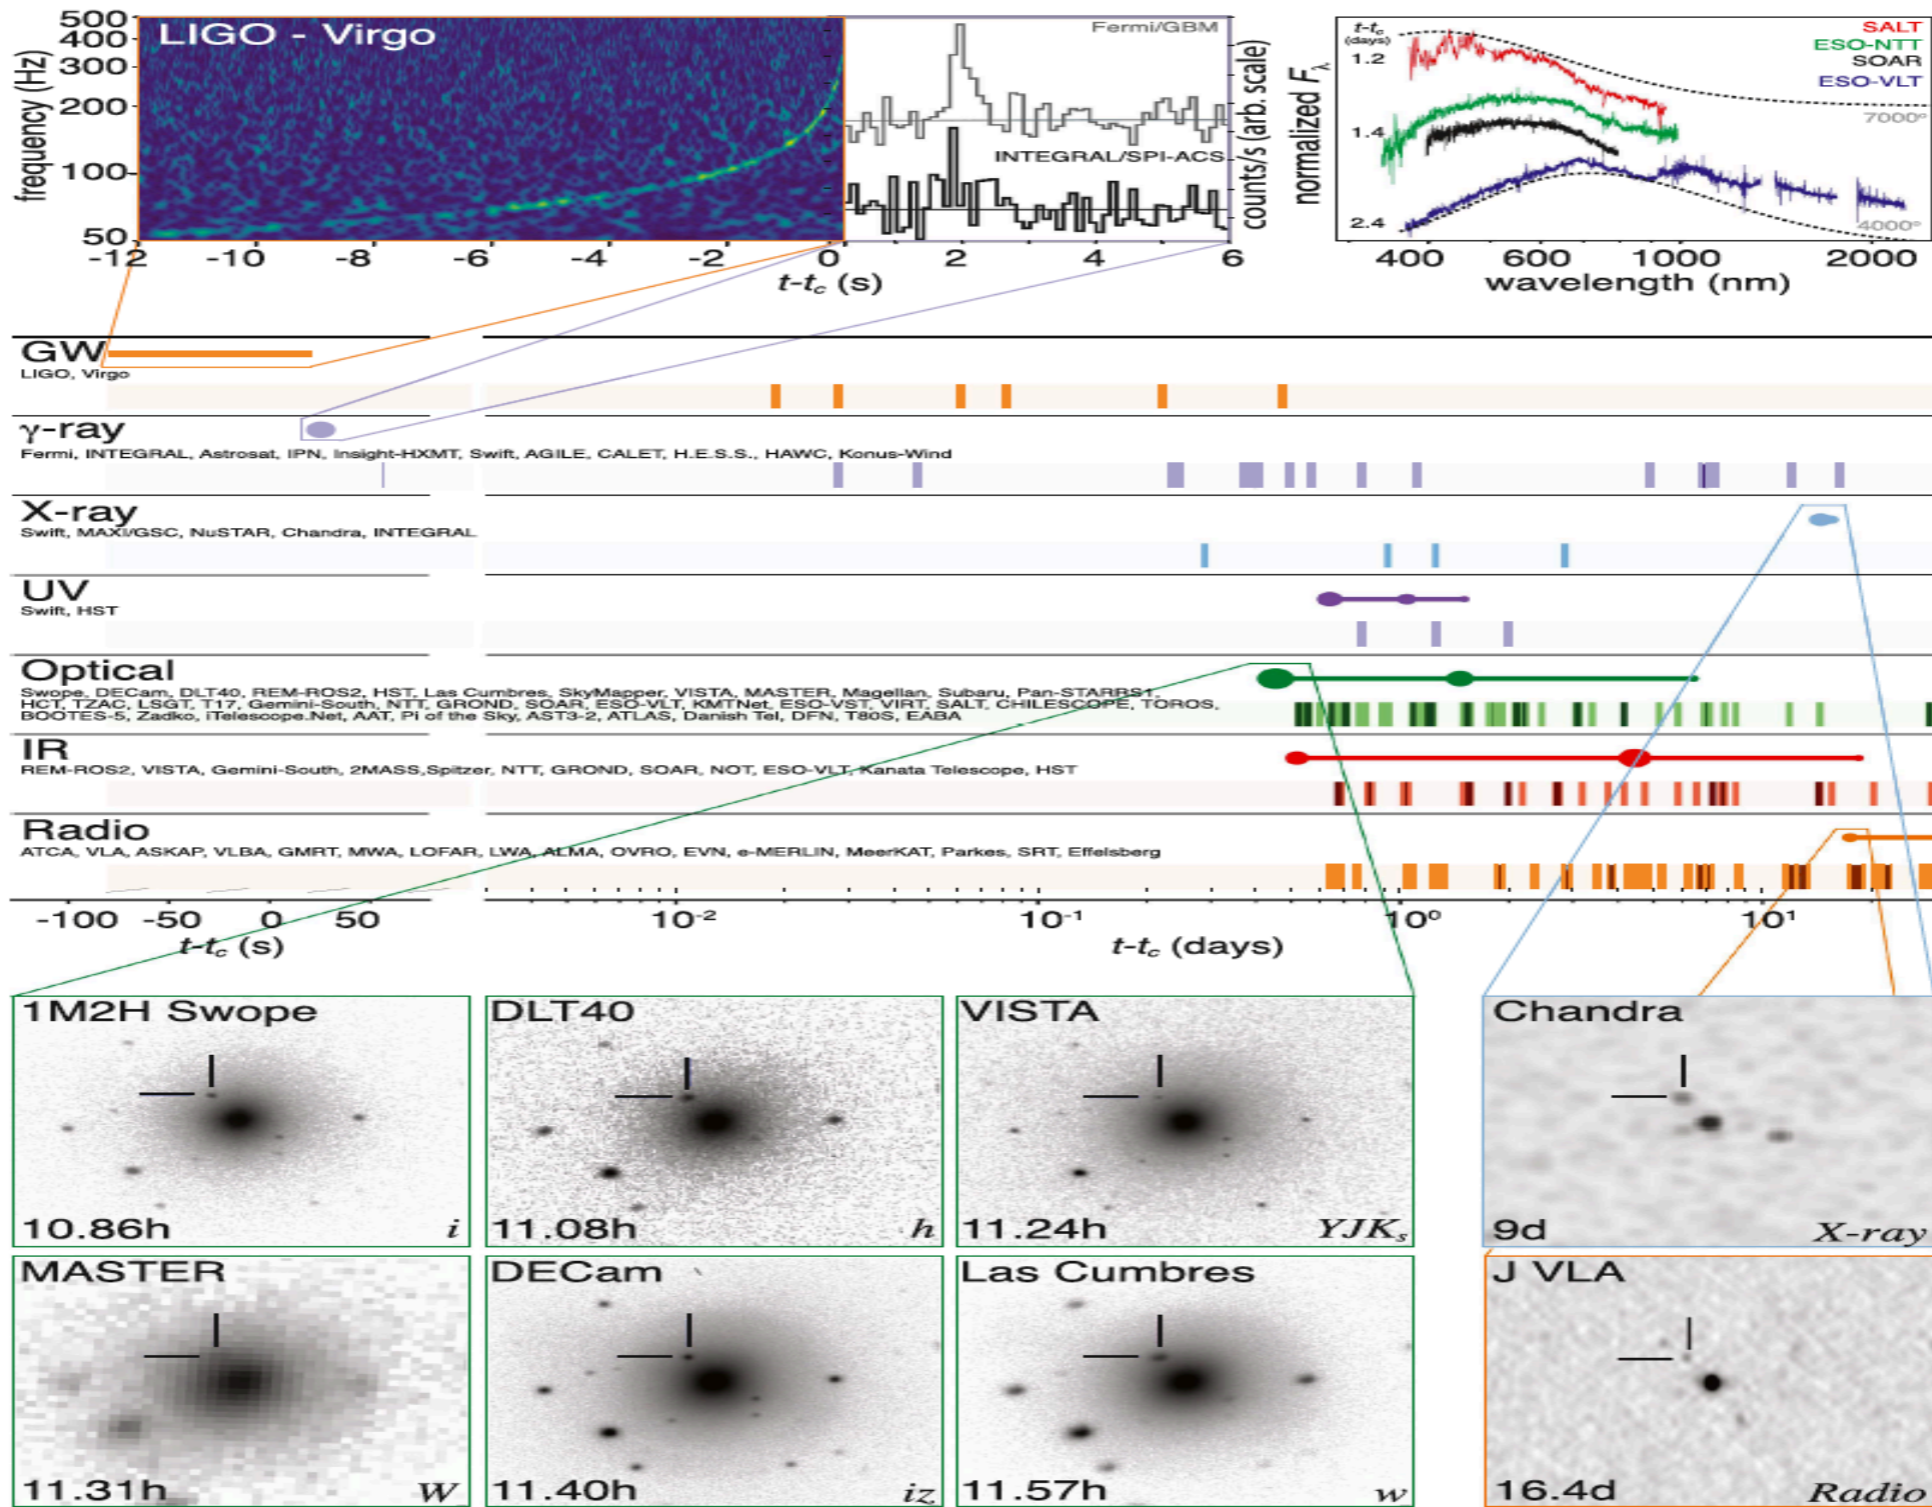 LIGO - Virgo
frequency (Hz)
500
400
300
200
100
50
-12 -10 -8 -6 -4 -2 0 2 4 6
t-tc (s)
Fermi/GBM
INTEGRAL/SPI-ACS
counts/s (arb. scale)
normalized Fλ
t-tc
(days)
1.2
1.4
2.4
SALT
ESO-NTT
SOAR
ESO-VLT
7000°
4000°
400 600 1000 2000
wavelength (nm)
GW
LIGO, Virgo
γ-ray
Fermi, INTEGRAL, Astrosat, IPN, Insight-HXMT, Swift, AGILE, CALET, H.E.S.S., HAWC, Konus-Wind
X-ray
Swift, MAXI/GSC, NuSTAR, Chandra, INTEGRAL
UV
Swift, HST
Optical
Swope, DECam, DLT40, REM-ROS2, HST, Las Cumbres, SkyMapper, VISTA, MASTER, Magellan, Subaru, Pan-STARRS1,
HCT, TZAC, LSGT, T17, Gemini-South, NTT, GROND, SOAR, ESO-VLT, KMTNet, ESO-VST, VIRT, SALT, CHILESCOPE, TOROS,
BOOTES-5, Zadko, iTelescope.Net, AAT, Pi of the Sky, AST3-2, ATLAS, Danish Tel, DFN, T80S, EABA
IR
REM-ROS2, VISTA, Gemini-South, 2MASS,Spitzer, NTT, GROND, SOAR, NOT, ESO-VLT, Kanata Telescope, HST
Radio
ATCA, VLA, ASKAP, VLBA, GMRT, MWA, LOFAR, LWA, ALMA, OVRO, EVN, e-MERLIN, MeerKAT, Parkes, SRT, Effelsberg
-100 -50 0 50 10⁻² 10⁻¹ 10⁰ 10¹
t-tc (s) t-tc (days)
1M2H Swope
10.86h i
DLT40
11.08h h
VISTA
11.24h YJKs
Chandra
9d X-ray
MASTER
11.31h W
DECam
11.40h iz
Las Cumbres
11.57h w
J VLA
16.4d Radio